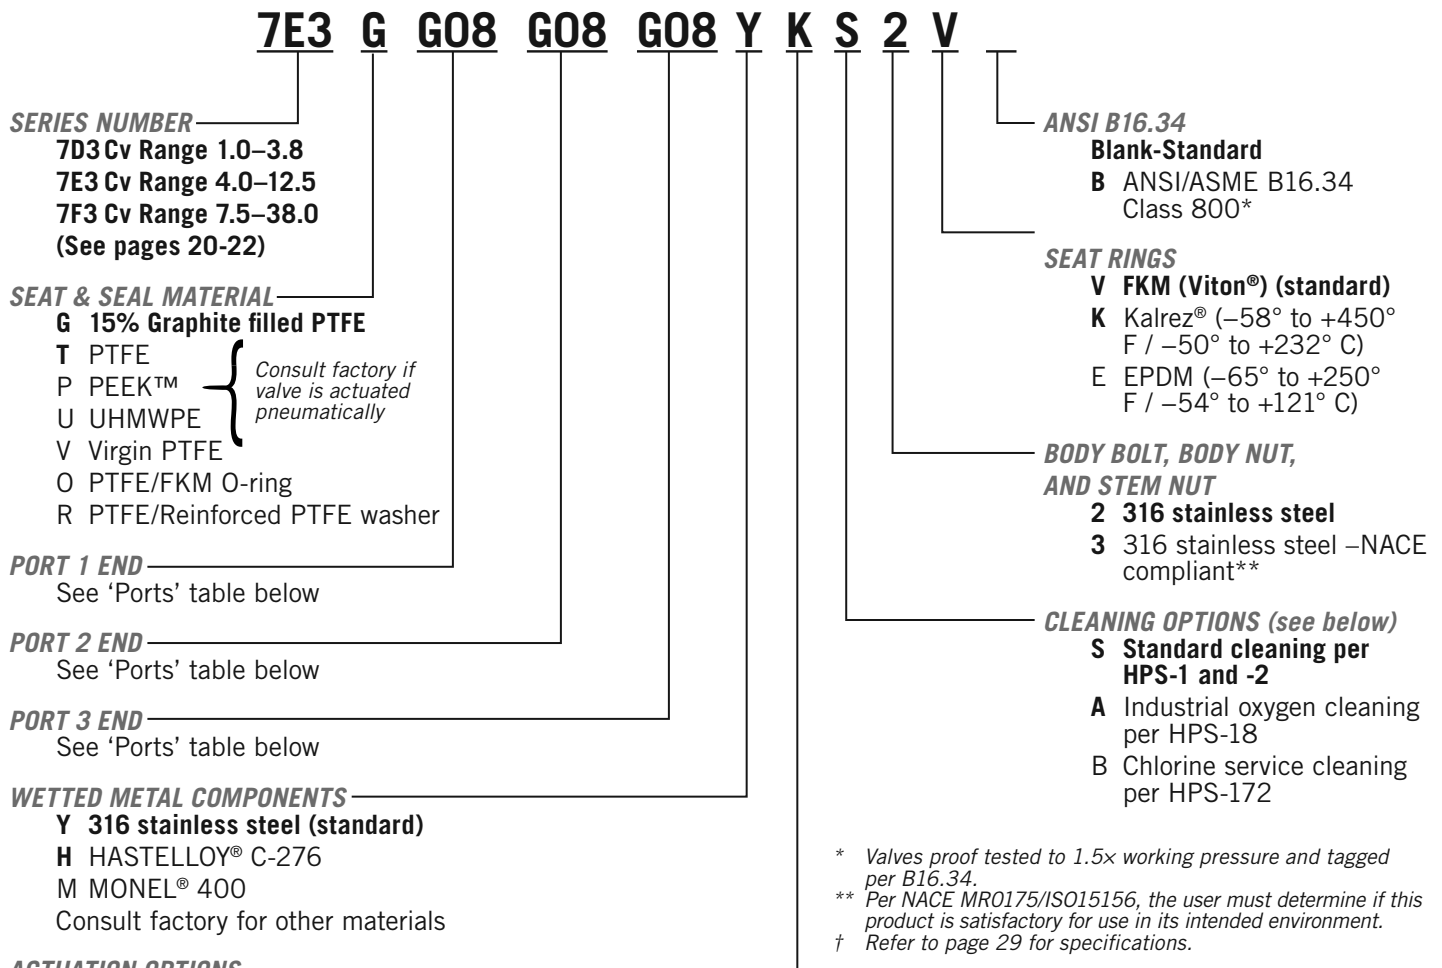 7E3 G G08 G08 G08 Y K S 2 V
SERIES NUMBER
7D3 Cv Range 1.0–3.8
7E3 Cv Range 4.0–12.5
7F3 Cv Range 7.5–38.0
(See pages 20-22)
SEAT & SEAL MATERIAL
G 15% Graphite filled PTFE
T PTFE
P PEEK™
U UHMWPE
V Virgin PTFE
Consult factory if
valve is actuated
pneumatically
O PTFE/FKM O-ring
R PTFE/Reinforced PTFE washer
PORT 1 END
See ‘Ports’ table below
PORT 2 END
See ‘Ports’ table below
PORT 3 END
See ‘Ports’ table below
WETTED METAL COMPONENTS
Y 316 stainless steel (standard)
H HASTELLOY® C-276
M MONEL® 400
Consult factory for other materials
ACTUATION OPTIONS
ANSI B16.34
Blank-Standard
B ANSI/ASME B16.34
Class 800*
SEAT RINGS
V FKM (Viton®) (standard)
K Kalrez® (–58° to +450°
F / –50° to +232° C)
E EPDM (–65° to +250°
F / –54° to +121° C)
BODY BOLT, BODY NUT,
AND STEM NUT
2 316 stainless steel
3 316 stainless steel –NACE
compliant**
CLEANING OPTIONS (see below)
S Standard cleaning per
HPS-1 and -2
A Industrial oxygen cleaning
per HPS-18
B Chlorine service cleaning
per HPS-172
* Valves proof tested to 1.5× working pressure and tagged
per B16.34.
** Per NACE MR0175/ISO15156, the user must determine if this
product is satisfactory for use in its intended environment.
† Refer to page 29 for specifications.